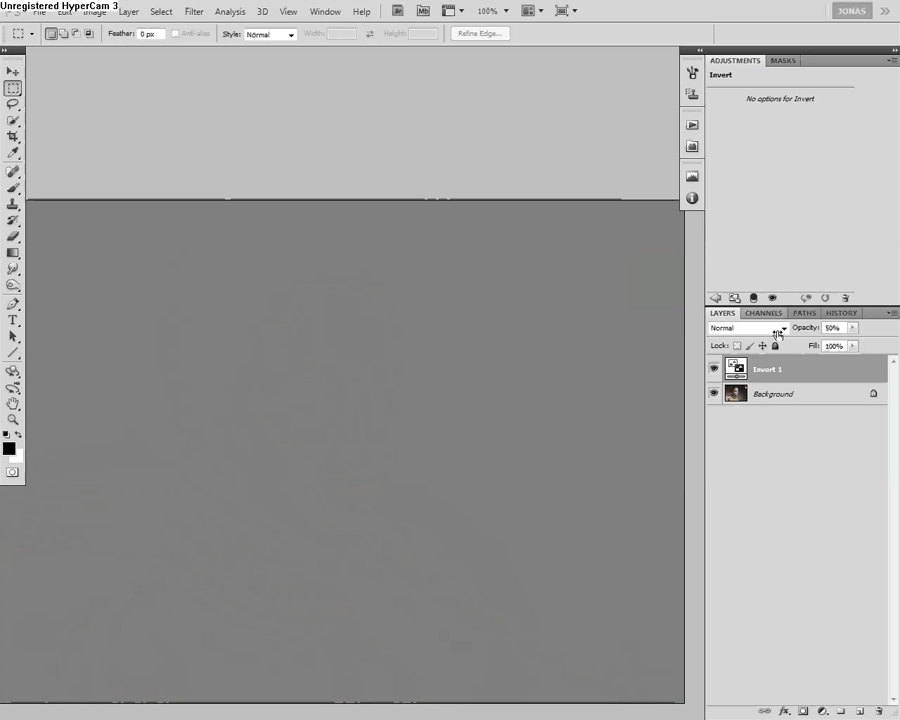 Unregistered HyperCam 3
File Edit Image Layer Select Filter Analysis 3D View Window Help Br Mb 100% JONAS
Feather: 0 px Anti-alias Style: Normal Width: Height: Refine Edge...
ADJUSTMENTS MASKS
Invert
No options for Invert
LAYERS CHANNELS PATHS HISTORY
Normal Opacity: 50%
Lock: Fill: 100%
Invert 1
Background